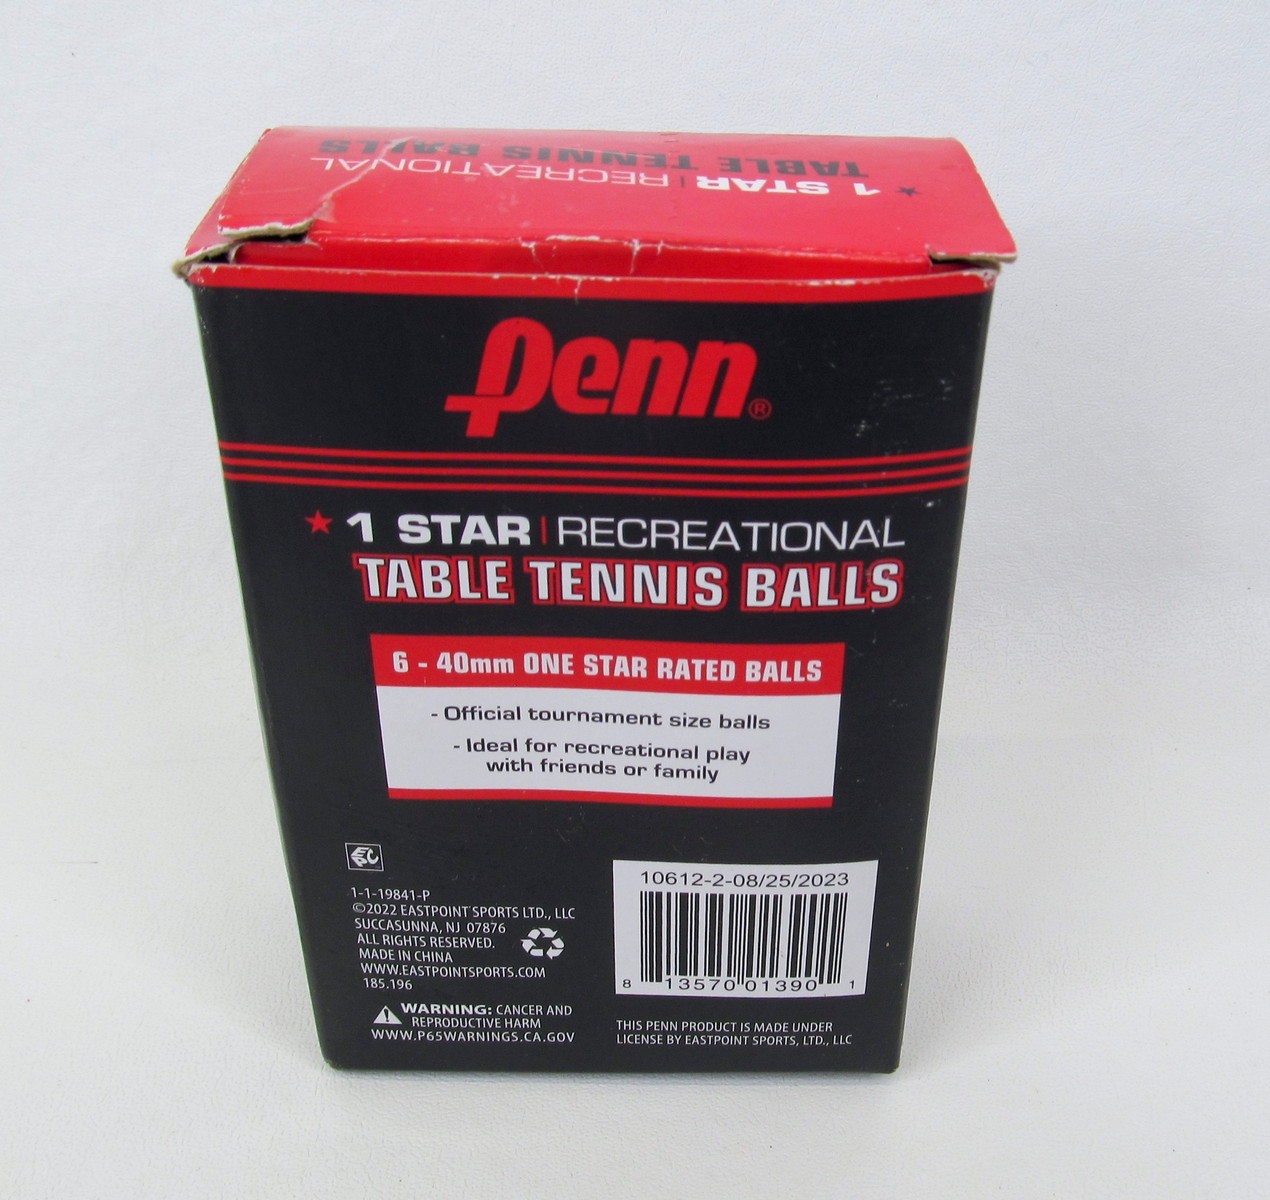 1 STAR | RECREATIONAL
TABLE TENNIS BALLS
Penn®
1 STAR | RECREATIONAL
TABLE TENNIS BALLS
6 - 40mm ONE STAR RATED BALLS
- Official tournament size balls
- Ideal for recreational play
with friends or family
EPC
1-1-19841-P
©2022 EASTPOINT SPORTS LTD., LLC
SUCCASUNNA, NJ 07876
ALL RIGHTS RESERVED.
MADE IN CHINA
WWW.EASTPOINTSPORTS.COM
185.196
WARNING: CANCER AND
REPRODUCTIVE HARM
WWW.P65WARNINGS.CA.GOV
10612-2-08/25/2023
8 13570 01390 1
THIS PENN PRODUCT IS MADE UNDER
LICENSE BY EASTPOINT SPORTS, LTD., LLC